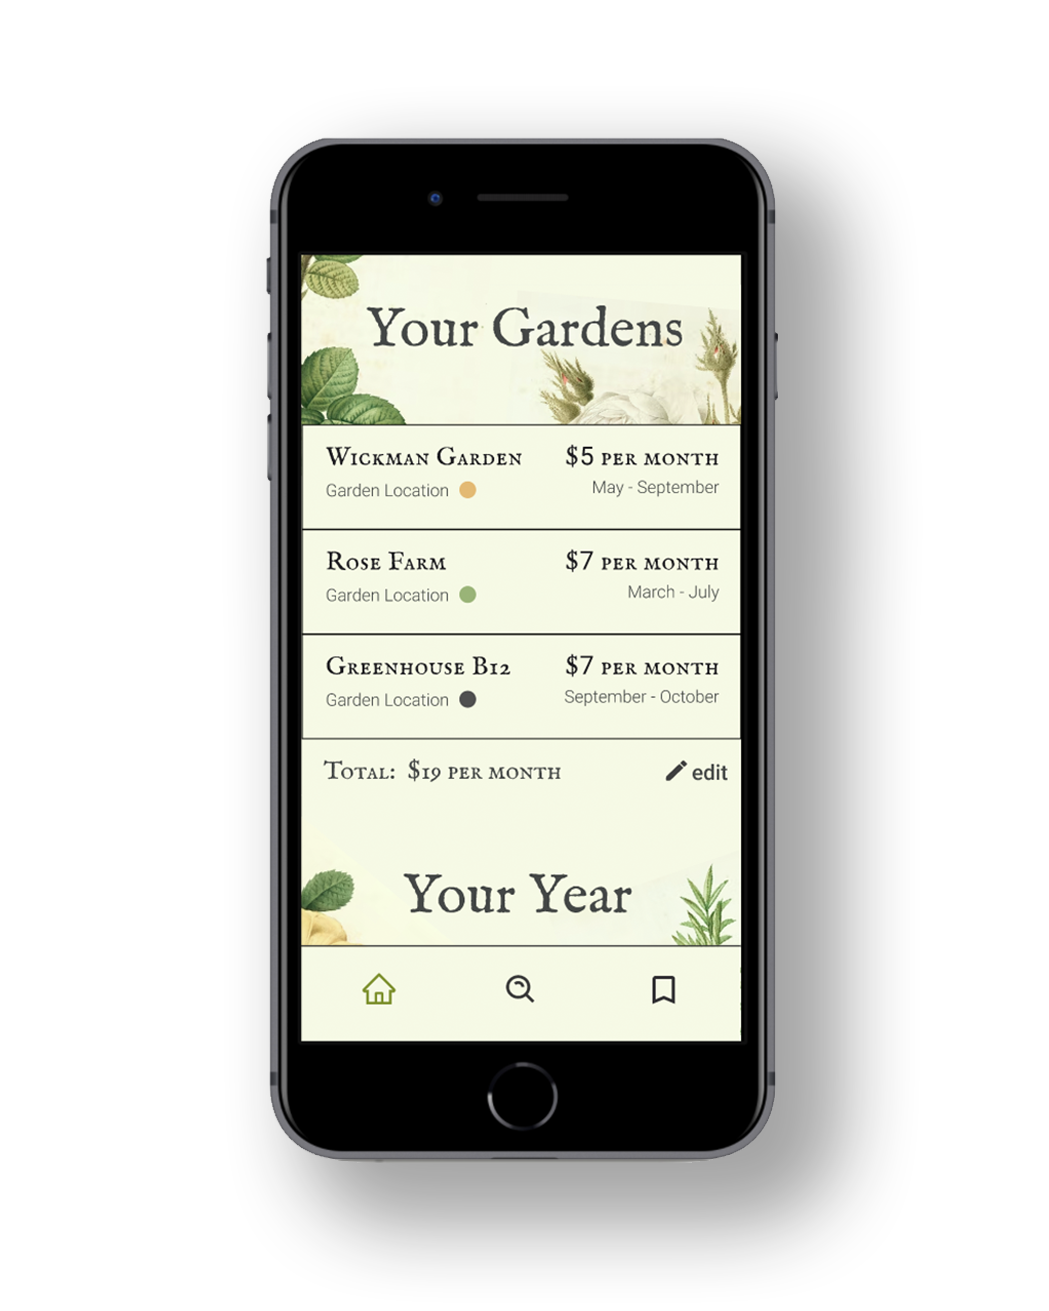 Your Gardens
Wickman Garden $5 per month
Garden Location May - September
Rose Farm $7 per month
Garden Location March - July
Greenhouse B12 $7 per month
Garden Location September - October
Total: $19 per month edit
Your Year